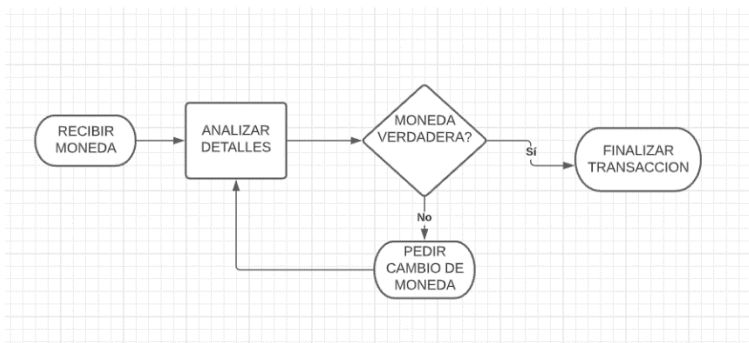 RECIBIR
MONEDA
ANALIZAR
DETALLES
MONEDA
VERDADERA?
Sí
FINALIZAR
TRANSACCION
No
PEDIR
CAMBIO DE
MONEDA